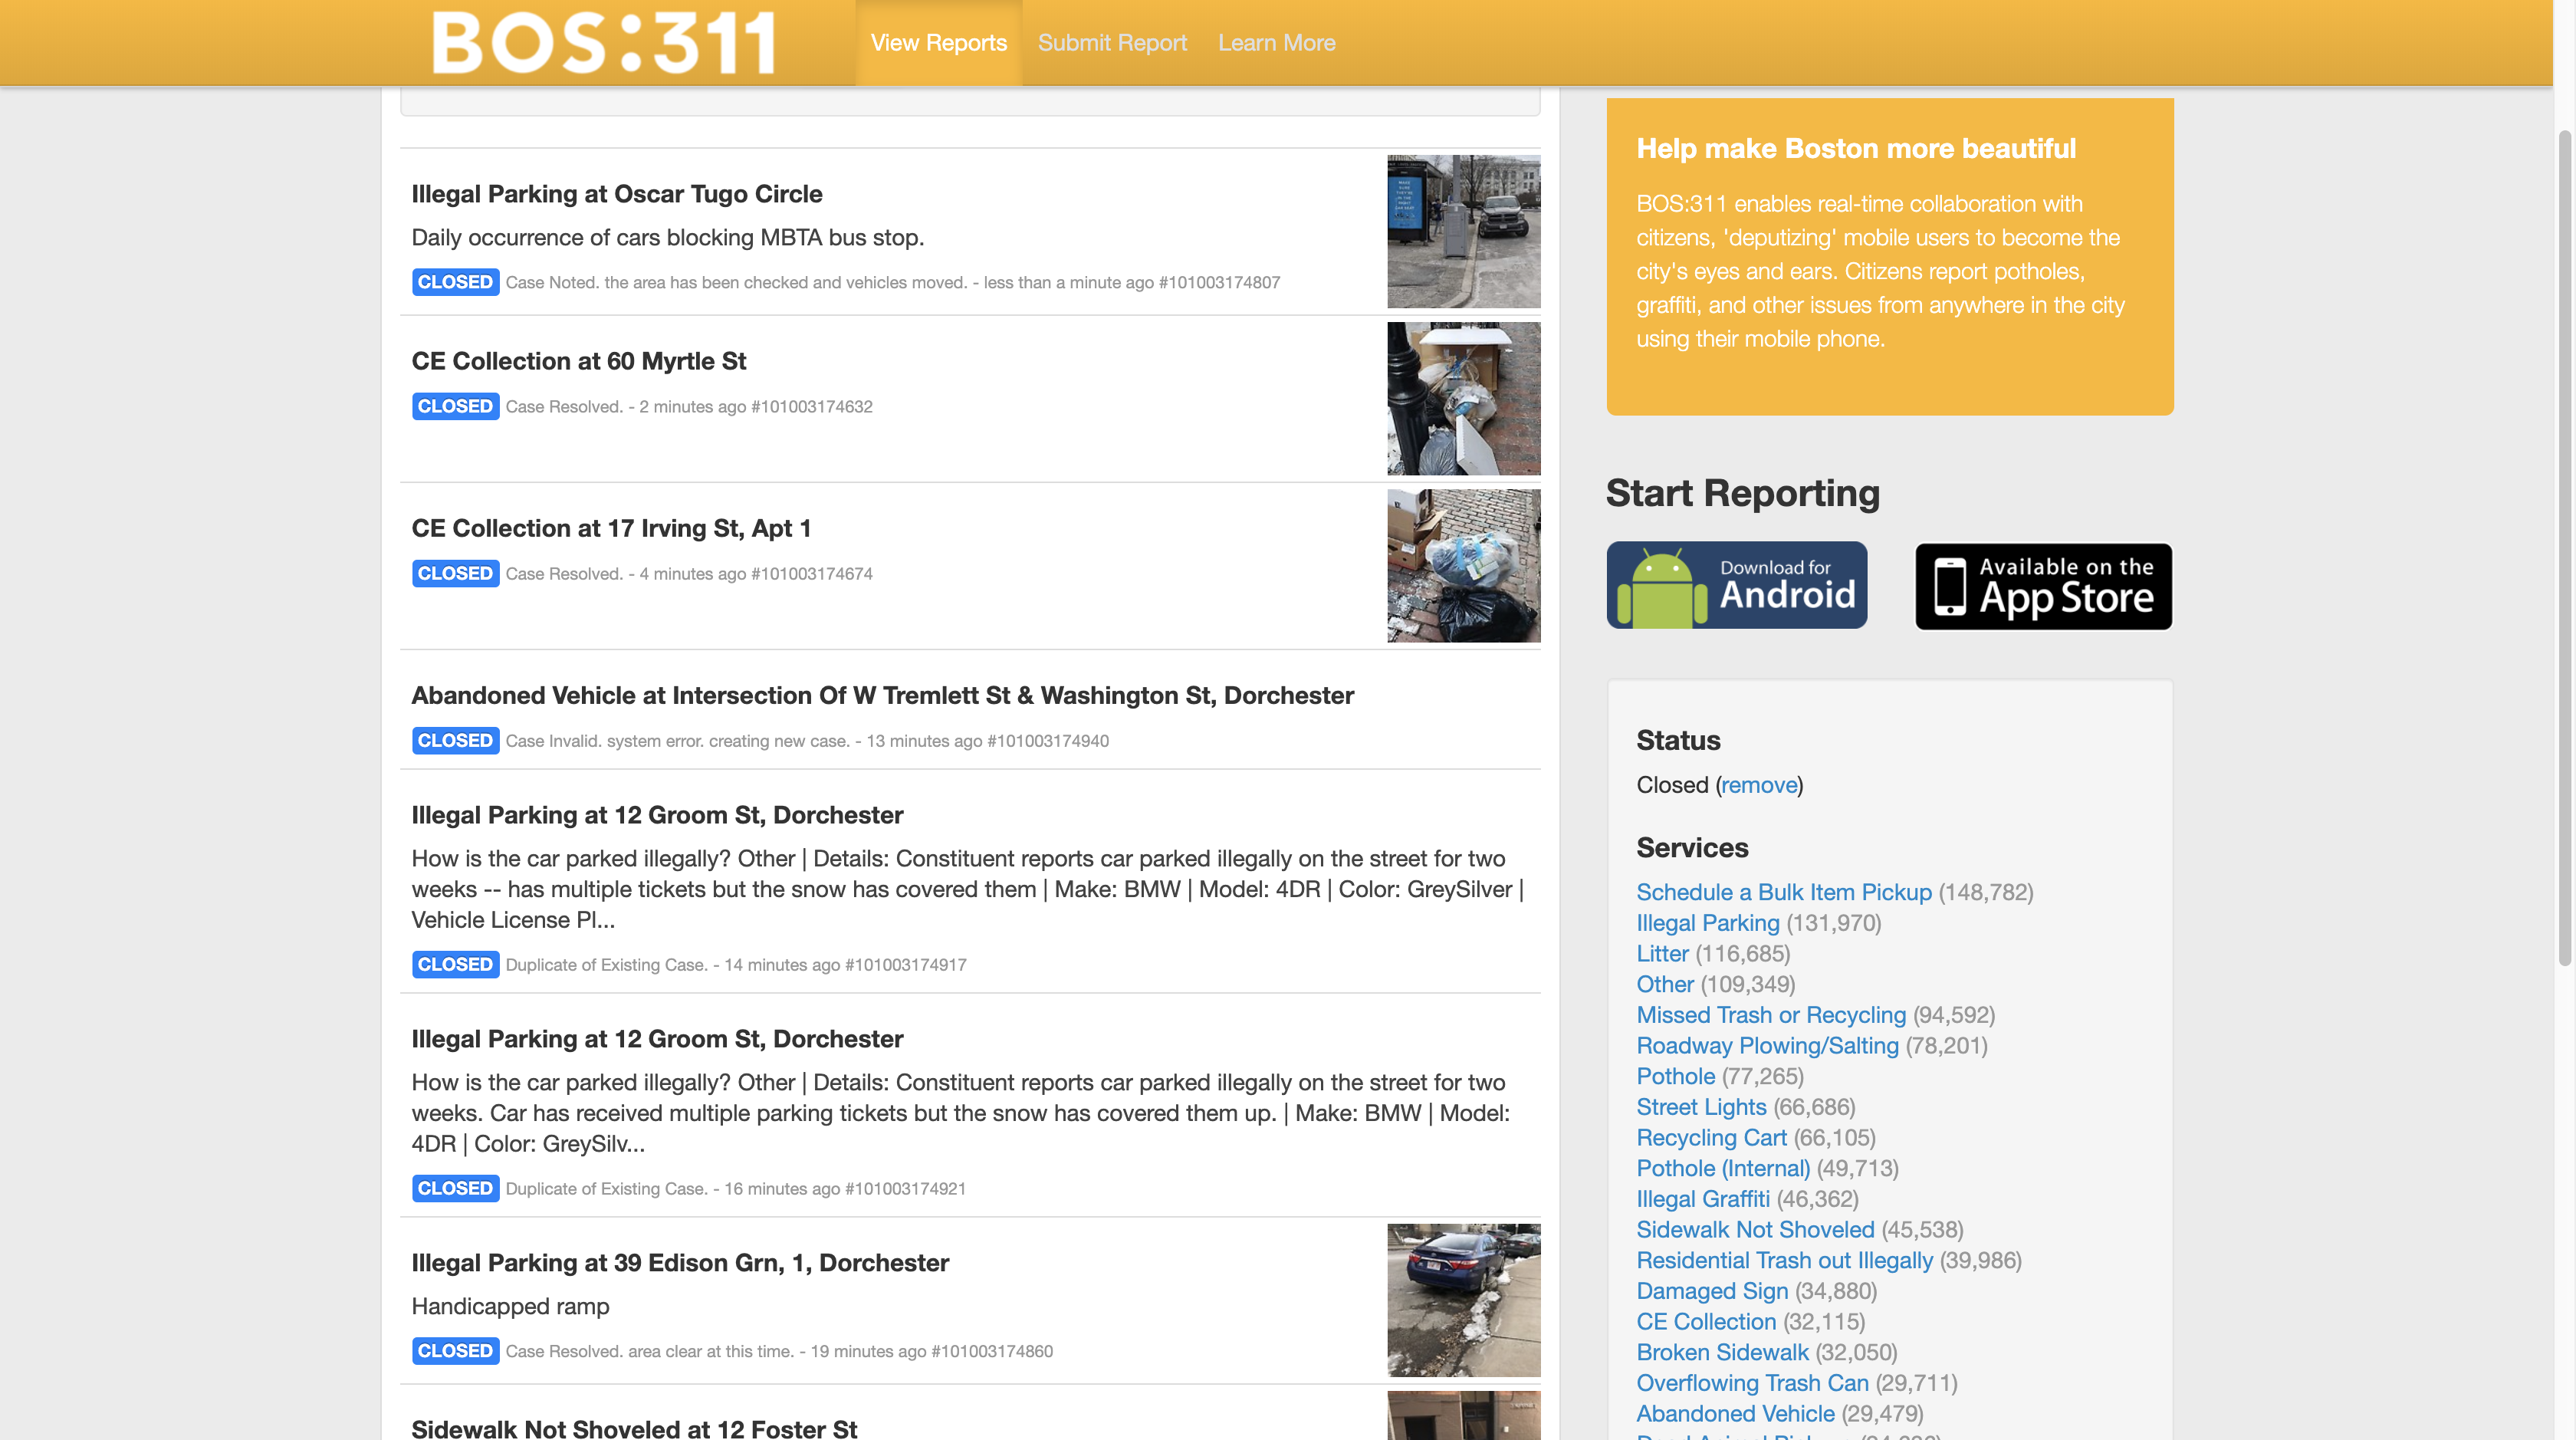 BOS:311
View Reports
Submit Report
Learn More
Illegal Parking at Oscar Tugo Circle
Daily occurrence of cars blocking MBTA bus stop.
CLOSED Case Noted. the area has been checked and vehicles moved. - less than a minute ago #101003174807
CE Collection at 60 Myrtle St
CLOSED Case Resolved. - 2 minutes ago #101003174632
CE Collection at 17 Irving St, Apt 1
CLOSED Case Resolved. - 4 minutes ago #101003174674
Abandoned Vehicle at Intersection Of W Tremlett St & Washington St, Dorchester
CLOSED Case Invalid. system error. creating new case. - 13 minutes ago #101003174940
Illegal Parking at 12 Groom St, Dorchester
How is the car parked illegally? Other | Details: Constituent reports car parked illegally on the street for two
weeks -- has multiple tickets but the snow has covered them | Make: BMW | Model: 4DR | Color: GreySilver |
Vehicle License Pl...
CLOSED Duplicate of Existing Case. - 14 minutes ago #101003174917
Illegal Parking at 12 Groom St, Dorchester
How is the car parked illegally? Other | Details: Constituent reports car parked illegally on the street for two
weeks. Car has received multiple parking tickets but the snow has covered them up. | Make: BMW | Model:
4DR | Color: GreySilv...
CLOSED Duplicate of Existing Case. - 16 minutes ago #101003174921
Illegal Parking at 39 Edison Grn, 1, Dorchester
Handicapped ramp
CLOSED Case Resolved. area clear at this time. - 19 minutes ago #101003174860
Sidewalk Not Shoveled at 12 Foster St
Help make Boston more beautiful
BOS:311 enables real-time collaboration with
citizens, 'deputizing' mobile users to become the
city's eyes and ears. Citizens report potholes,
graffiti, and other issues from anywhere in the city
using their mobile phone.
Start Reporting
Download for
Android
Available on the
App Store
Status
Closed (remove)
Services
Schedule a Bulk Item Pickup (148,782)
Illegal Parking (131,970)
Litter (116,685)
Other (109,349)
Missed Trash or Recycling (94,592)
Roadway Plowing/Salting (78,201)
Pothole (77,265)
Street Lights (66,686)
Recycling Cart (66,105)
Pothole (Internal) (49,713)
Illegal Graffiti (46,362)
Sidewalk Not Shoveled (45,538)
Residential Trash out Illegally (39,986)
Damaged Sign (34,880)
CE Collection (32,115)
Broken Sidewalk (32,050)
Overflowing Trash Can (29,711)
Abandoned Vehicle (29,479)